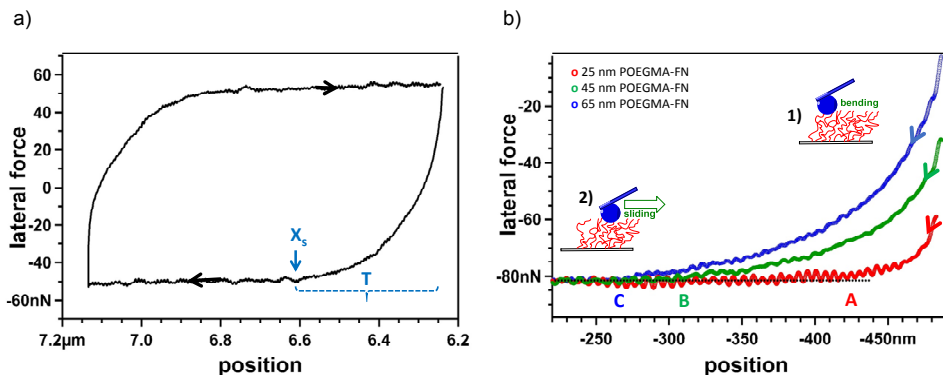 a)
lateral force
60
40
20
0
-20
-40
-60nN
Xs
T
7.2µm
7.0
6.8
6.6
6.4
6.2
position
b)
lateral force
-20
-40
-60
-80nN
o 25 nm POEGMA-FN
o 45 nm POEGMA-FN
o 65 nm POEGMA-FN
1)
bending
2)
sliding
C
B
A
-250
-300
-350
-400
-450nm
position